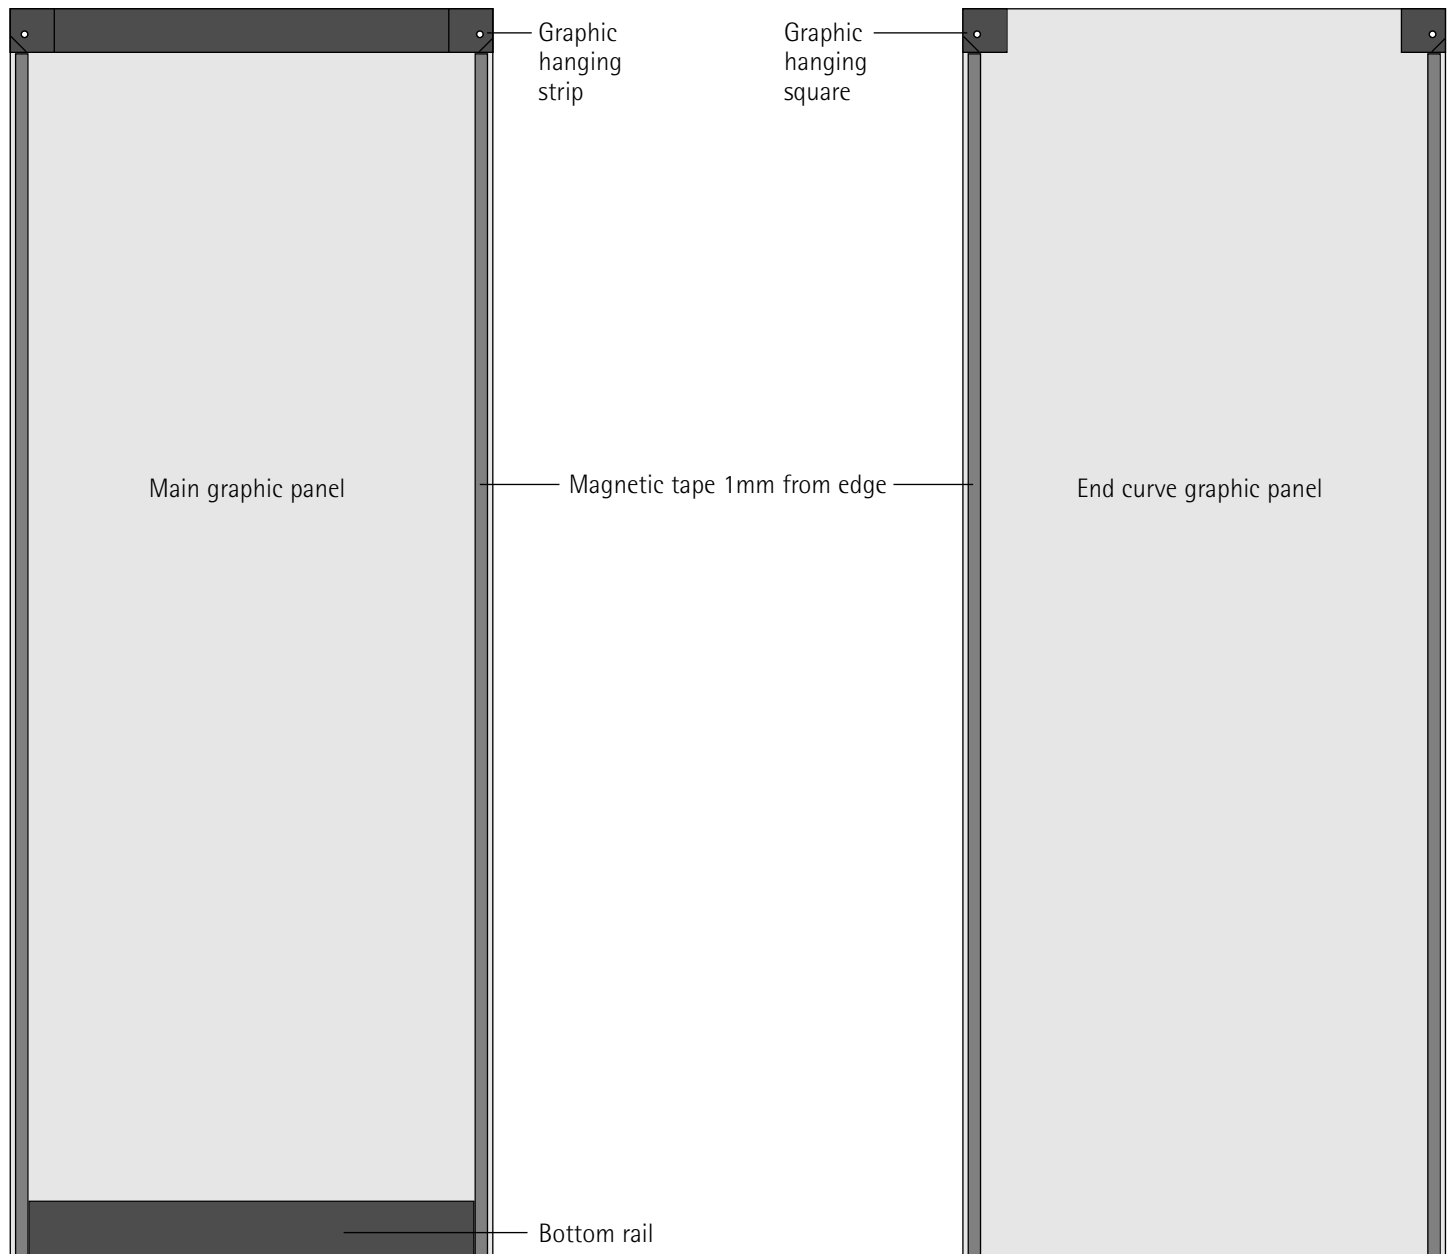 Graphic
hanging
strip
Graphic
hanging
square
Main graphic panel
Magnetic tape 1mm from edge
End curve graphic panel
Bottom rail